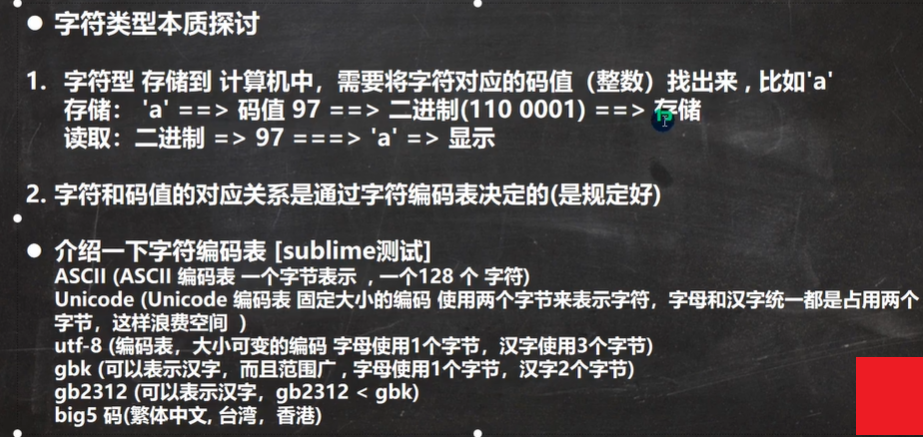 ● 字符类型本质探讨
1. 字符型 存储到 计算机中，需要将字符对应的码值（整数）找出来，比如'a'
存储： 'a' ==> 码值 97 ==> 二进制(110 0001) ==> 存储
读取：二进制 => 97 ===> 'a' => 显示
2. 字符和码值的对应关系是通过字符编码表决定的(是规定好)
● 介绍一下字符编码表 [sublime测试]
ASCII (ASCII 编码表 一个字节表示 ，一个128 个 字符)
Unicode (Unicode 编码表 固定大小的编码 使用两个字节来表示字符，字母和汉字统一都是占用两个
字节，这样浪费空间 )
utf-8 (编码表，大小可变的编码 字母使用1个字节，汉字使用3个字节)
gbk (可以表示汉字，而且范围广 , 字母使用1个字节，汉字2个字节)
gb2312 (可以表示汉字，gb2312 < gbk)
big5 码(繁体中文, 台湾，香港)